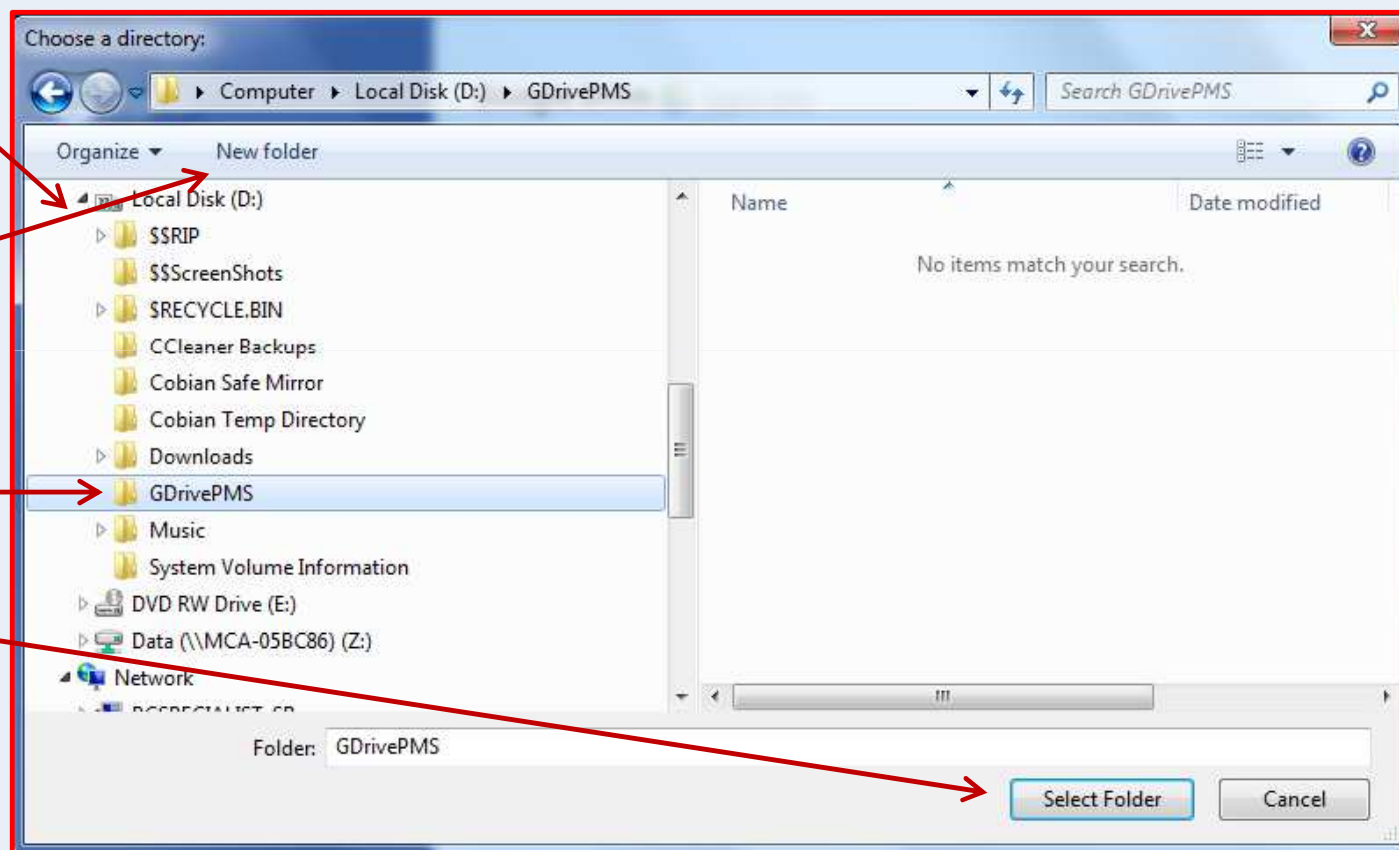 Choose a directory:
Computer ▸ Local Disk (D:) ▸ GDrivePMS
Search GDrivePMS
Organize ▾ New folder
Local Disk (D:)
$$RIP
$$ScreenShots
$RECYCLE.BIN
CCleaner Backups
Cobian Safe Mirror
Cobian Temp Directory
Downloads
GDrivePMS
Music
System Volume Information
DVD RW Drive (E:)
Data (\\MCA-05BC86) (Z:)
Network
Name Date modified
No items match your search.
Folder: GDrivePMS
Select Folder Cancel